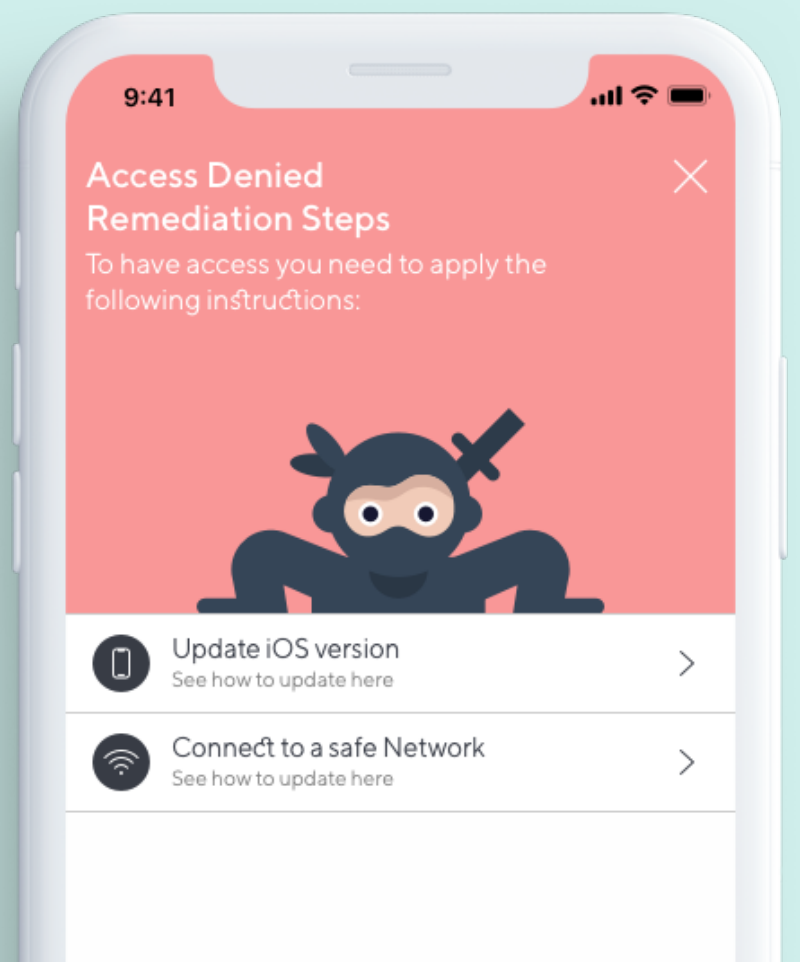 9:41
Access Denied
Remediation Steps
To have access you need to apply the
following instructions:
Update iOS version
See how to update here
Connect to a safe Network
See how to update here